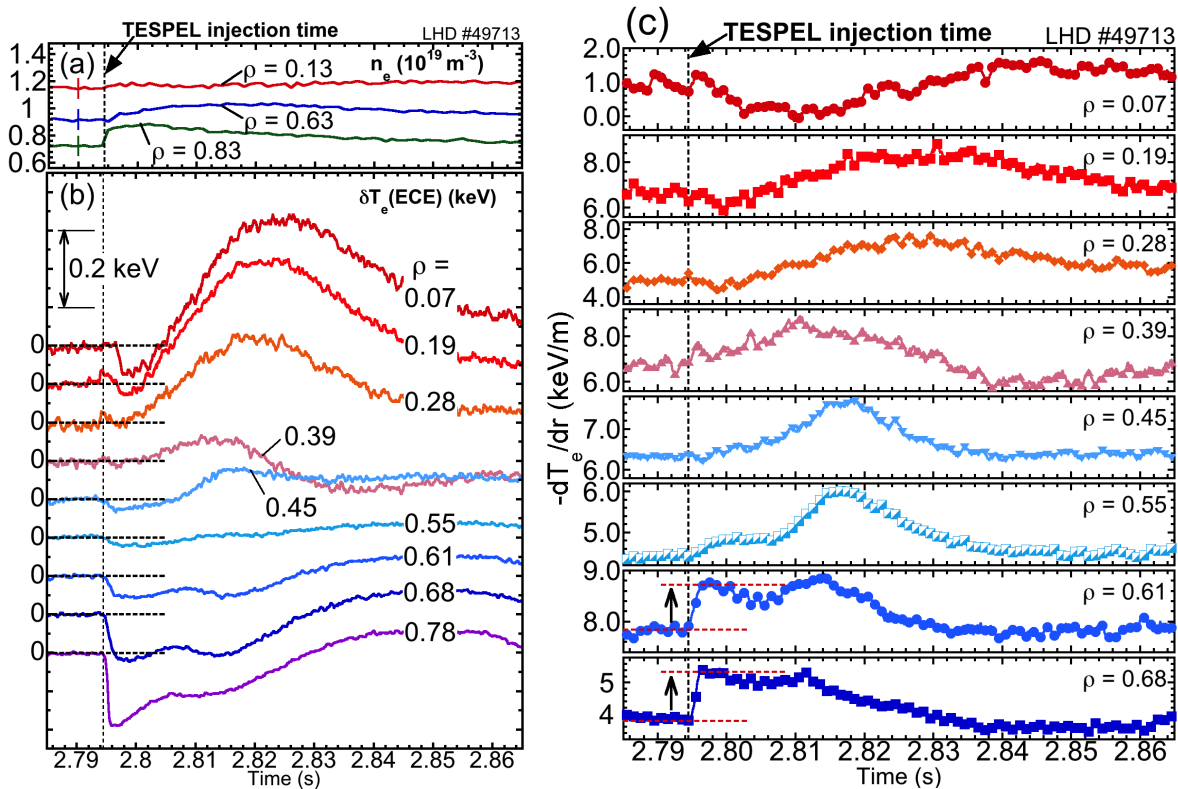 TESPEL injection time
LHD #49713
(a)
nₑ (10¹⁹ m⁻³)
1.4
1.2
1
0.8
0.6
ρ = 0.13
ρ = 0.63
ρ = 0.83
(b)
δTₑ(ECE) (keV)
0.2 keV
ρ =
0.07
0.19
0.28
0.39
0.45
0.55
0.61
0.68
0.78
0
0
0
0
0
0
0
0
2.79 2.8 2.81 2.82 2.83 2.84 2.85 2.86
Time (s)
(c)
TESPEL injection time
LHD #49713
-dTₑ/dr (keV/m)
2.0
1.0
0.0
ρ = 0.07
8.0
6.0
ρ = 0.19
8.0
6.0
4.0
ρ = 0.28
8.0
6.0
ρ = 0.39
7.0
6.0
ρ = 0.45
6.0
5.0
ρ = 0.55
9.0
8.0
ρ = 0.61
5
4
ρ = 0.68
2.79 2.80 2.81 2.82 2.83 2.84 2.85 2.86
Time (s)